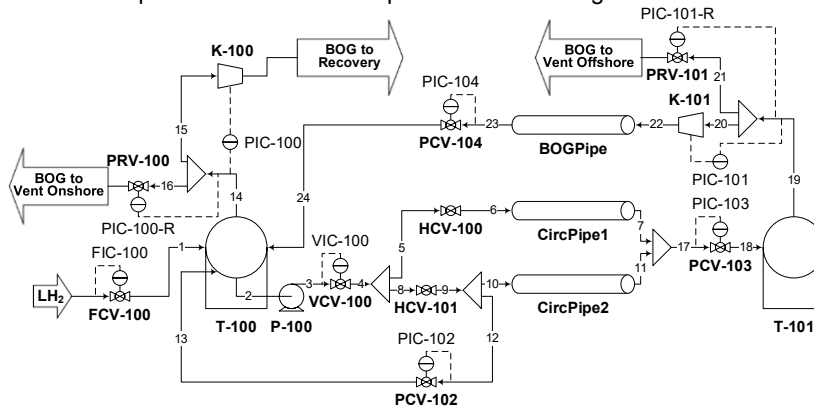 K-100
BOG to
Recovery
PIC-101-R
BOG to
Vent Offshore
PRV-101
21
PIC-104
K-101
15
PIC-100
PCV-104
23
BOGPipe
22
20
PRV-100
BOG to
Vent Onshore
16
14
24
PIC-101
19
PIC-100-R
HCV-100
6
CircPipe1
7
PIC-103
FIC-100
1
VIC-100
5
17
18
PCV-103
LH2
FCV-100
2
3
VCV-100
4
8
HCV-101
9
10
11
CircPipe2
T-100
P-100
T-101
13
PIC-102
12
PCV-102